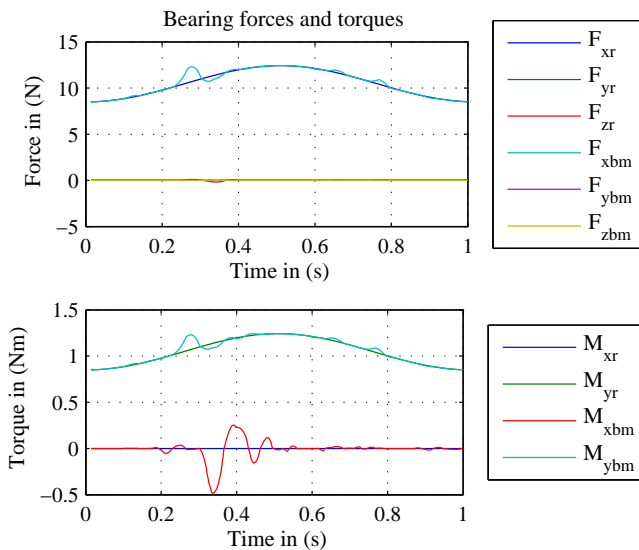 Bearing forces and torques
15
10
5
0
−5
Force in (N)
0 0.2 0.4 0.6 0.8 1
Time in (s)
F_xr
F_yr
F_zr
F_xbm
F_ybm
F_zbm
1.5
1
0.5
0
−0.5
Torque in (Nm)
0 0.2 0.4 0.6 0.8 1
Time in (s)
M_xr
M_yr
M_xbm
M_ybm